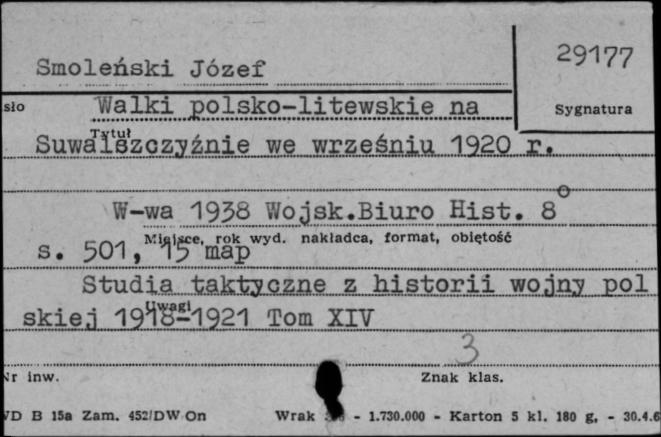 29177
Smoleński Józef
sło
Walki polsko-litewskie na
Sygnatura
Tytuł
Suwalszczyźnie we wrześniu 1920 r.
W-wa 1938 Wojsk.Biuro Hist. 8o
Miejsce, rok wyd. nakładca, format, objętość
s. 501, 15 map
Studia taktyczne z historii wojny pol
Uwagi
skiej 1918-1921 Tom XIV
3
Nr inw.
Znak klas.
VD B 15a Zam. 452/DW On
Wrak - 1.730.000 - Karton 5 kl. 180 g. - 30.4.6